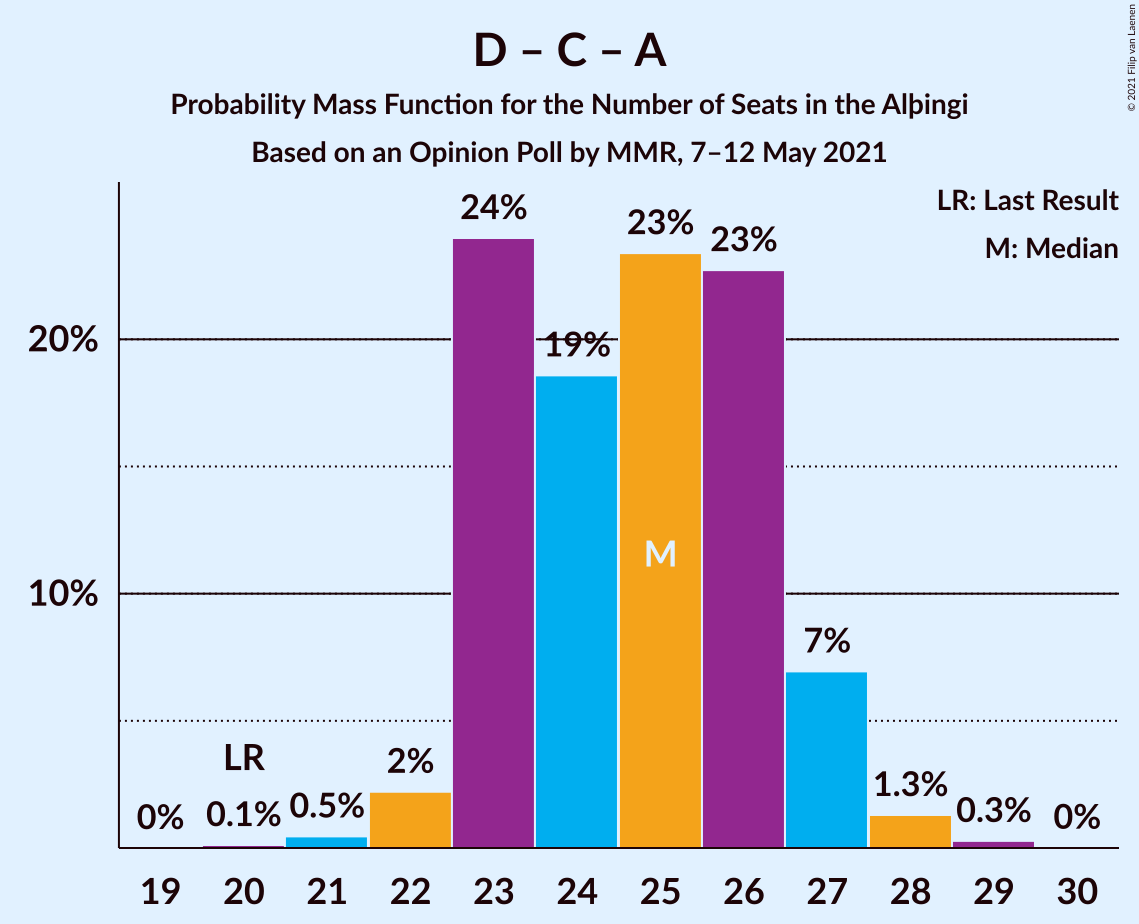 © 2021 Filip van Laenen
D – C – A
Probability Mass Function for the Number of Seats in the Alþingi
Based on an Opinion Poll by MMR, 7–12 May 2021
LR: Last Result
M: Median
24%
23%
23%
20%
19%
M
10%
7%
LR
2%
1.3%
0% 0.1% 0.5% 0.3% 0%
19 20 21 22 23 24 25 26 27 28 29 30